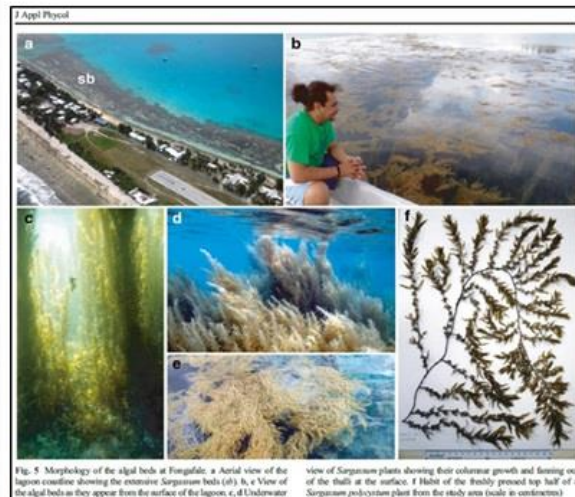 J Appl Phycol
a
sb
b
c
d
e
f
Fig. 5 Morphology of the algal beds at Fongafale. a Aerial view of the
lagoon coastline showing the extensive Sargassum beds (sb). b, e View of
the algal beds as they appear from the surface of the lagoon. c, d Underwater
view of Sargassum plants showing their columnar growth and fanning ou
of the thalli at the surface. f Habit of the freshly pressed top half of a
Sargassum polycystum plant from the study area (scale in centimetres)